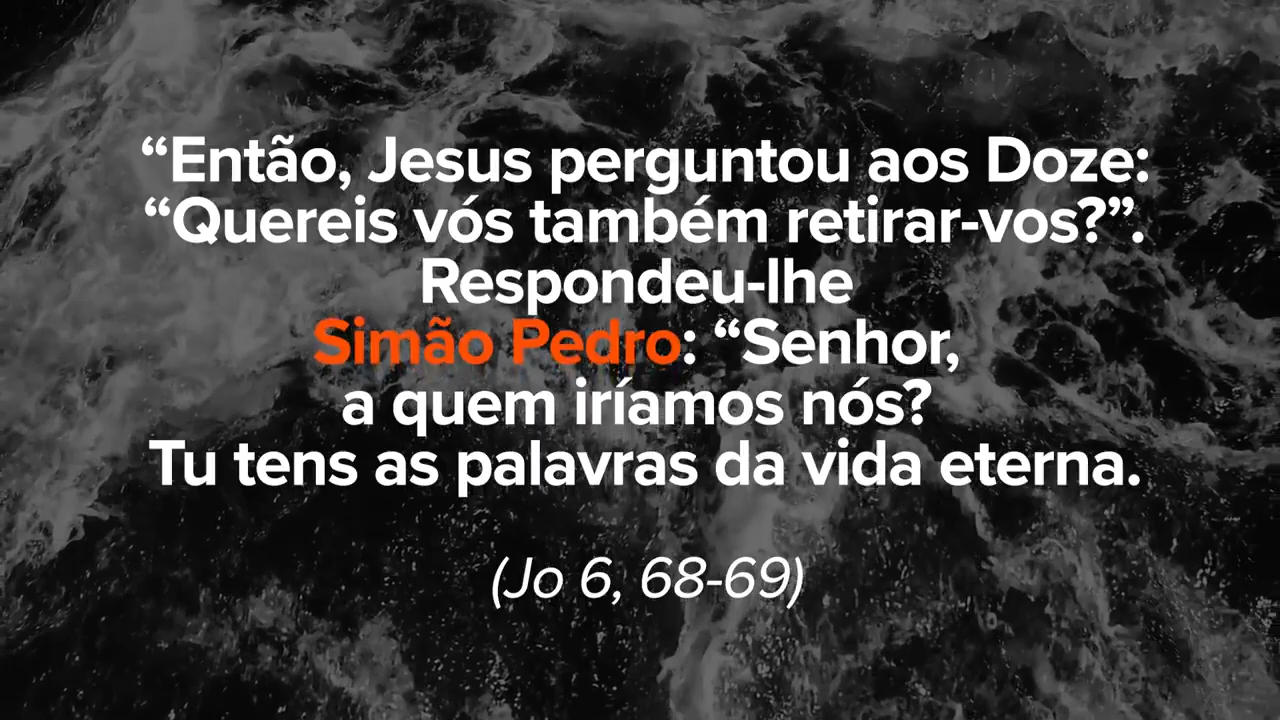 “Então, Jesus perguntou aos Doze:
“Quereis vós também retirar-vos?”.
Respondeu-lhe
Simão Pedro: “Senhor,
a quem iríamos nós?
Tu tens as palavras da vida eterna.
(Jo 6, 68-69)